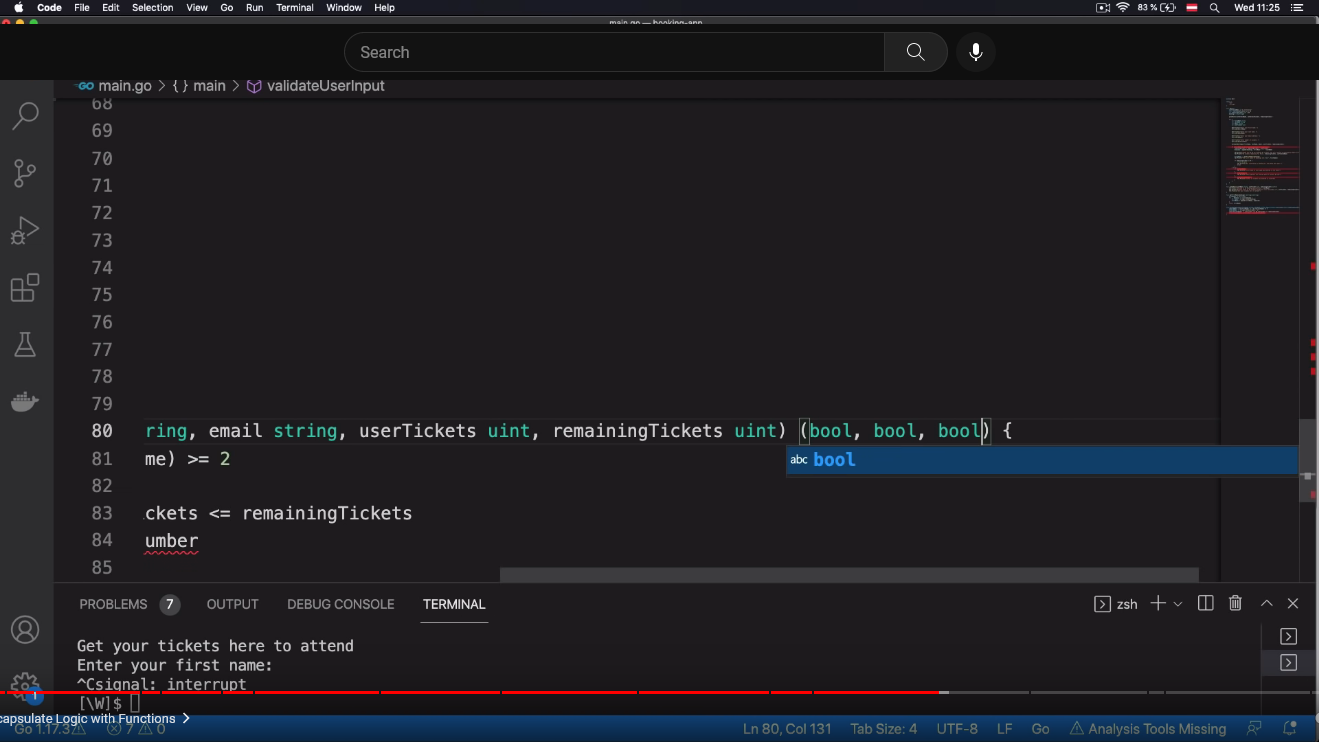 Code File Edit Selection View Go Run Terminal Window Help 83 % Wed 11:25
main.go — booking-app
Search
GO main.go > { } main > validateUserInput
68
69
70
71
72
73
74
75
76
77
78
79
80 ring, email string, userTickets uint, remainingTickets uint) (bool, bool, bool) {
81 me) >= 2
abc bool
82
83 ckets <= remainingTickets
84 umber
85
PROBLEMS 7 OUTPUT DEBUG CONSOLE TERMINAL zsh
Get your tickets here to attend
Enter your first name:
^Csignal: interrupt
[\W]$
1
capsulate Logic with Functions >
Go 1.17.3 7 0 Ln 80, Col 131 Tab Size: 4 UTF-8 LF Go Analysis Tools Missing